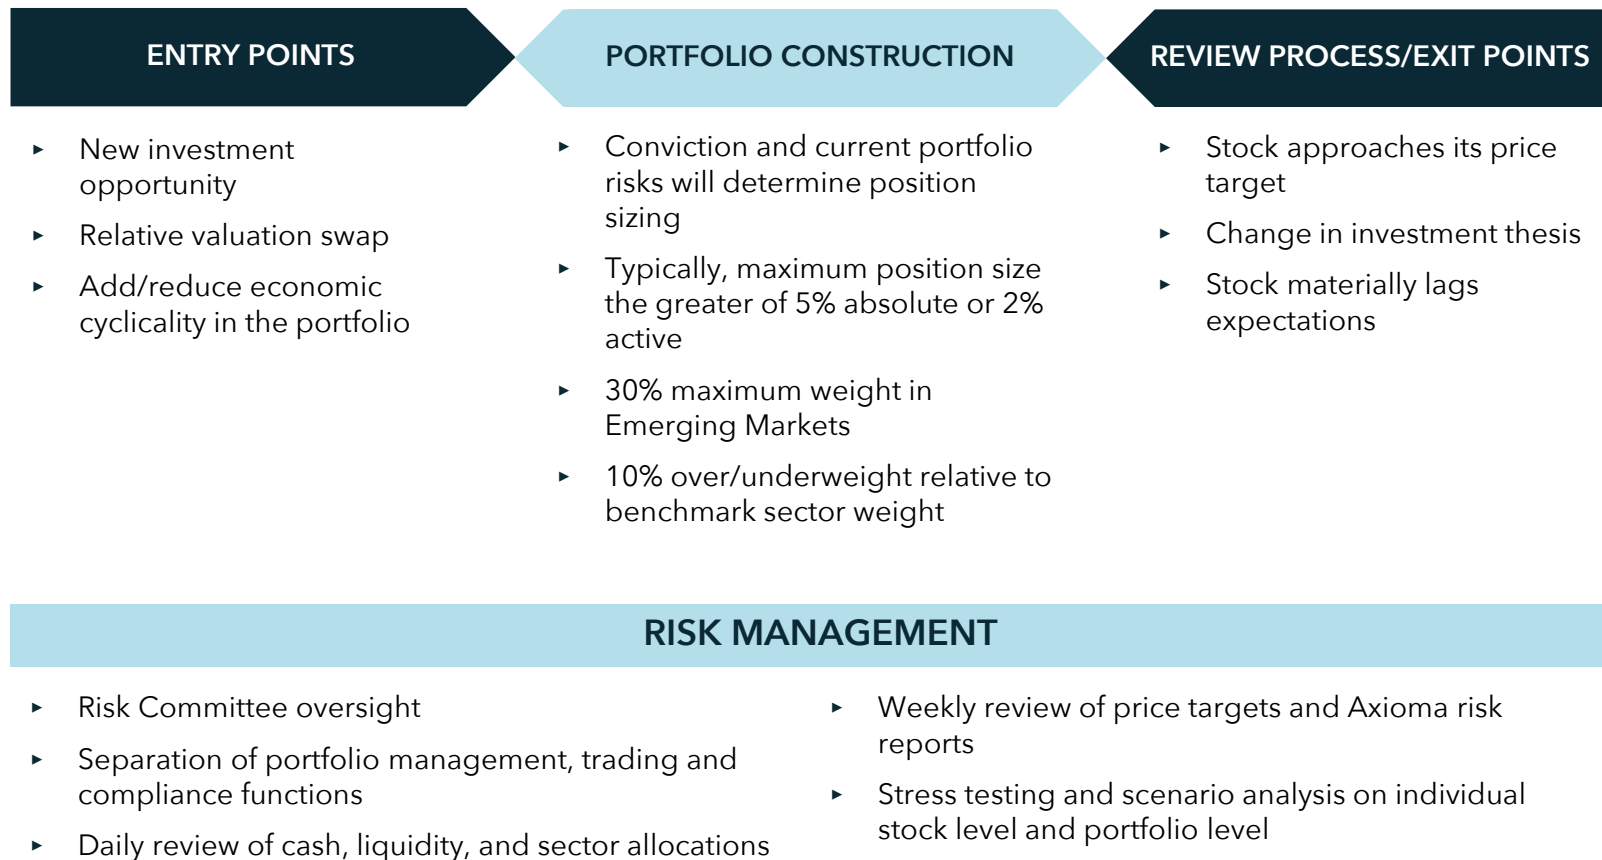 ENTRY POINTS
PORTFOLIO CONSTRUCTION
REVIEW PROCESS/EXIT POINTS
▸ New investment
opportunity
▸ Relative valuation swap
▸ Add/reduce economic
cyclicality in the portfolio
▸ Conviction and current portfolio
risks will determine position
sizing
▸ Typically, maximum position size
the greater of 5% absolute or 2%
active
▸ 30% maximum weight in
Emerging Markets
▸ 10% over/underweight relative to
benchmark sector weight
▸ Stock approaches its price
target
▸ Change in investment thesis
▸ Stock materially lags
expectations
RISK MANAGEMENT
▸ Risk Committee oversight
▸ Separation of portfolio management, trading and
compliance functions
▸ Daily review of cash, liquidity, and sector allocations
▸ Weekly review of price targets and Axioma risk
reports
▸ Stress testing and scenario analysis on individual
stock level and portfolio level